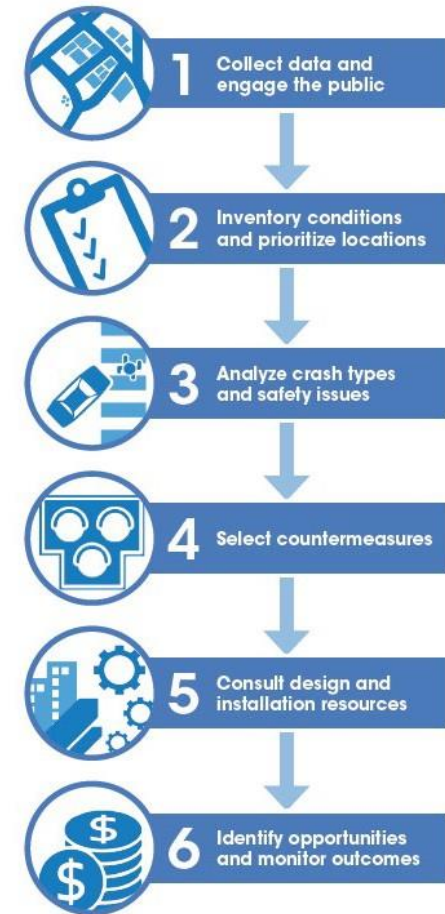 1
Collect data and
engage the public
2
Inventory conditions
and prioritize locations
3
Analyze crash types
and safety issues
4
Select countermeasures
5
Consult design and
installation resources
$
$
6
Identify opportunities
and monitor outcomes